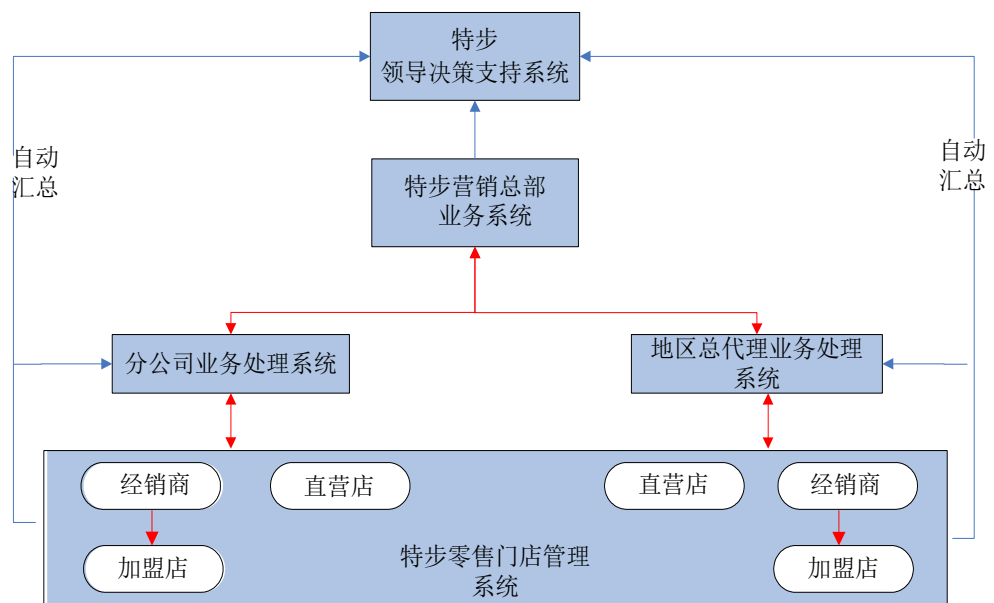 特步
领导决策支持系统
自动
汇总
自动
汇总
特步营销总部
业务系统
分公司业务处理系统
地区总代理业务处理
系统
经销商
直营店
直营店
经销商
加盟店
特步零售门店管理
系统
加盟店